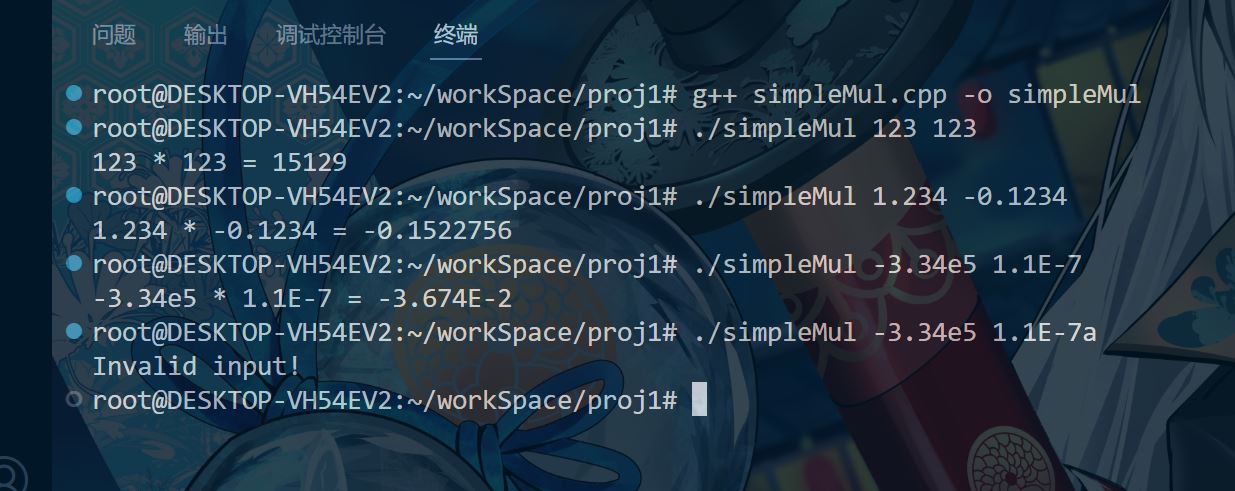 问题 输出 调试控制台 终端
root@DESKTOP-VH54EV2:~/workSpace/proj1# g++ simpleMul.cpp -o simpleMul
root@DESKTOP-VH54EV2:~/workSpace/proj1# ./simpleMul 123 123
123 * 123 = 15129
root@DESKTOP-VH54EV2:~/workSpace/proj1# ./simpleMul 1.234 -0.1234
1.234 * -0.1234 = -0.1522756
root@DESKTOP-VH54EV2:~/workSpace/proj1# ./simpleMul -3.34e5 1.1E-7
-3.34e5 * 1.1E-7 = -3.674E-2
root@DESKTOP-VH54EV2:~/workSpace/proj1# ./simpleMul -3.34e5 1.1E-7a
Invalid input!
root@DESKTOP-VH54EV2:~/workSpace/proj1#